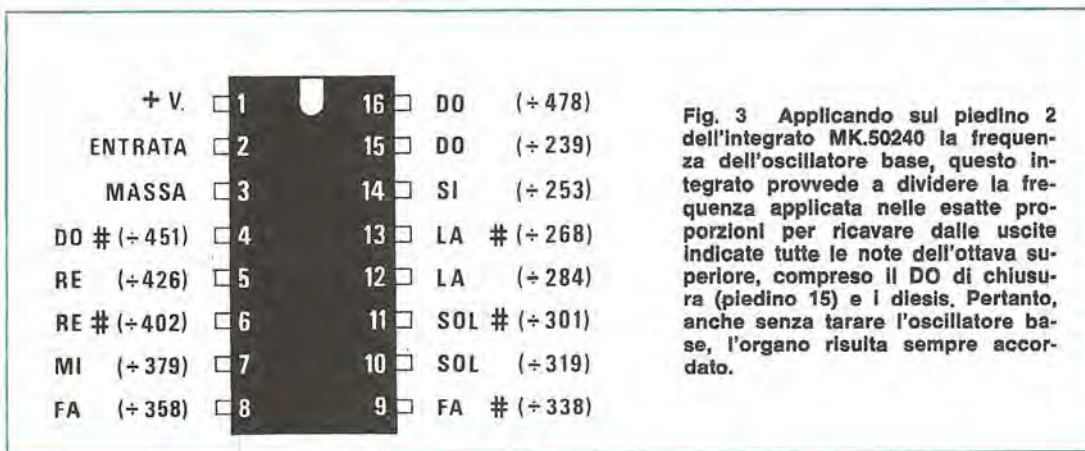 + V. 1 16 DO (÷478)
ENTRATA 2 15 DO (÷239)
MASSA 3 14 SI (÷253)
DO # (÷451) 4 13 LA # (÷268)
RE (÷426) 5 12 LA (÷284)
RE # (÷402) 6 11 SOL # (÷301)
MI (÷379) 7 10 SOL (÷319)
FA (÷358) 8 9 FA # (÷338)
Fig. 3 Applicando sul piedino 2
dell'integrato MK.50240 la frequen-
za dell'oscillatore base, questo in-
tegrato provvede a dividere la fre-
quenza applicata nelle esatte pro-
porzioni per ricavare dalle uscite
indicate tutte le note dell'ottava su-
periore, compreso il DO di chiusu-
ra (piedino 15) e i diesis. Pertanto,
anche senza tarare l'oscillatore ba-
se, l'organo risulta sempre accor-
dato.